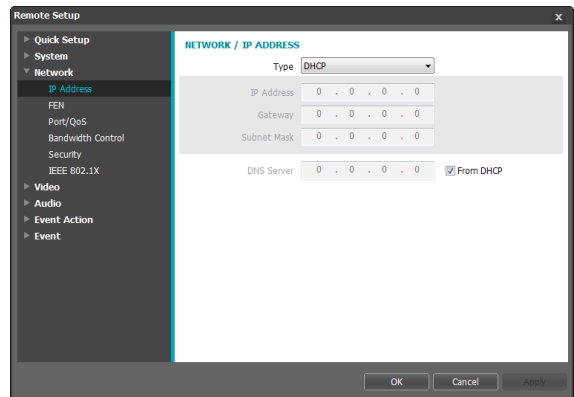 Remote Setup x
Quick Setup
System
Network
IP Address
FEN
Port/QoS
Bandwidth Control
Security
IEEE 802.1X
Video
Audio
Event Action
Event
NETWORK / IP ADDRESS
Type DHCP
IP Address 0 . 0 . 0 . 0
Gateway 0 . 0 . 0 . 0
Subnet Mask 0 . 0 . 0 . 0
DNS Server 0 . 0 . 0 . 0 From DHCP
OK Cancel Apply